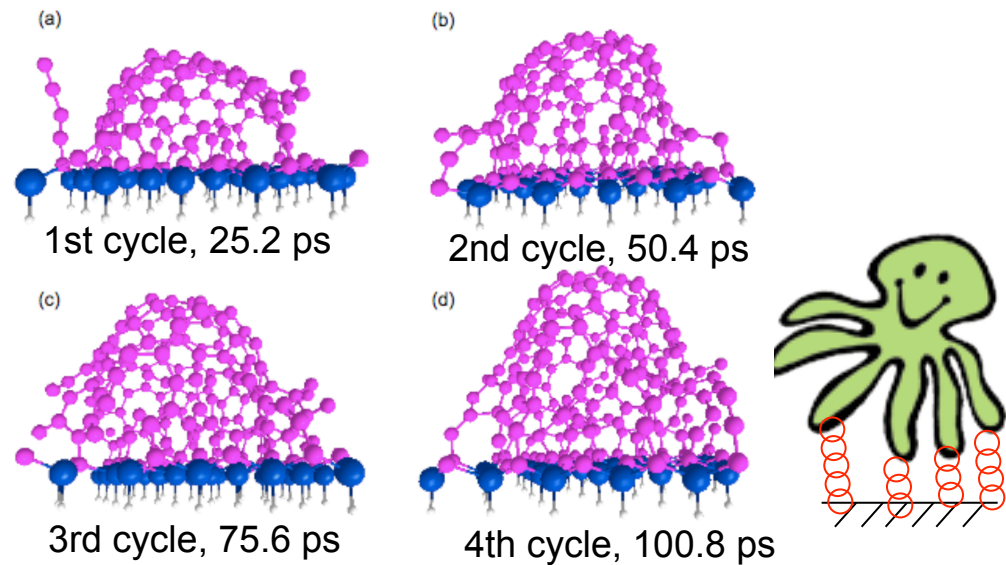 (a)
(b)
1st cycle, 25.2 ps
2nd cycle, 50.4 ps
(c)
(d)
3rd cycle, 75.6 ps
4th cycle, 100.8 ps